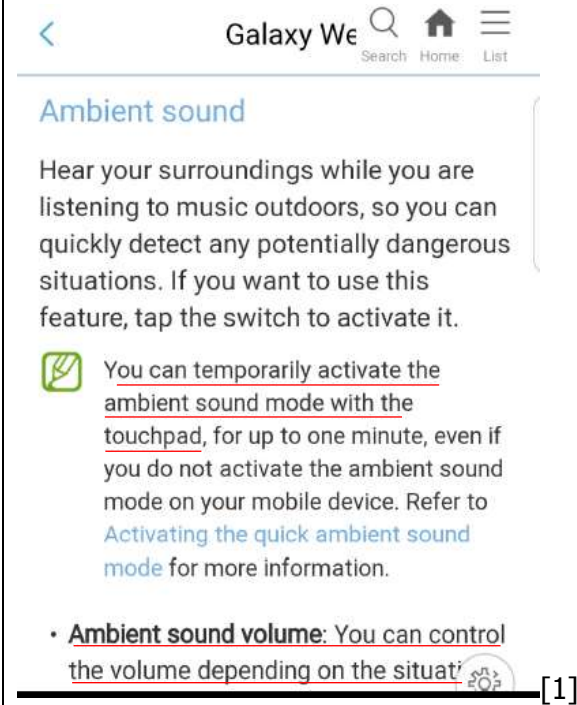 Galaxy We
Search Home List
Ambient sound
Hear your surroundings while you are
listening to music outdoors, so you can
quickly detect any potentially dangerous
situations. If you want to use this
feature, tap the switch to activate it.
You can temporarily activate the
ambient sound mode with the
touchpad, for up to one minute, even if
you do not activate the ambient sound
mode on your mobile device. Refer to
Activating the quick ambient sound
mode for more information.
• Ambient sound volume: You can control
the volume depending on the situati
[1]